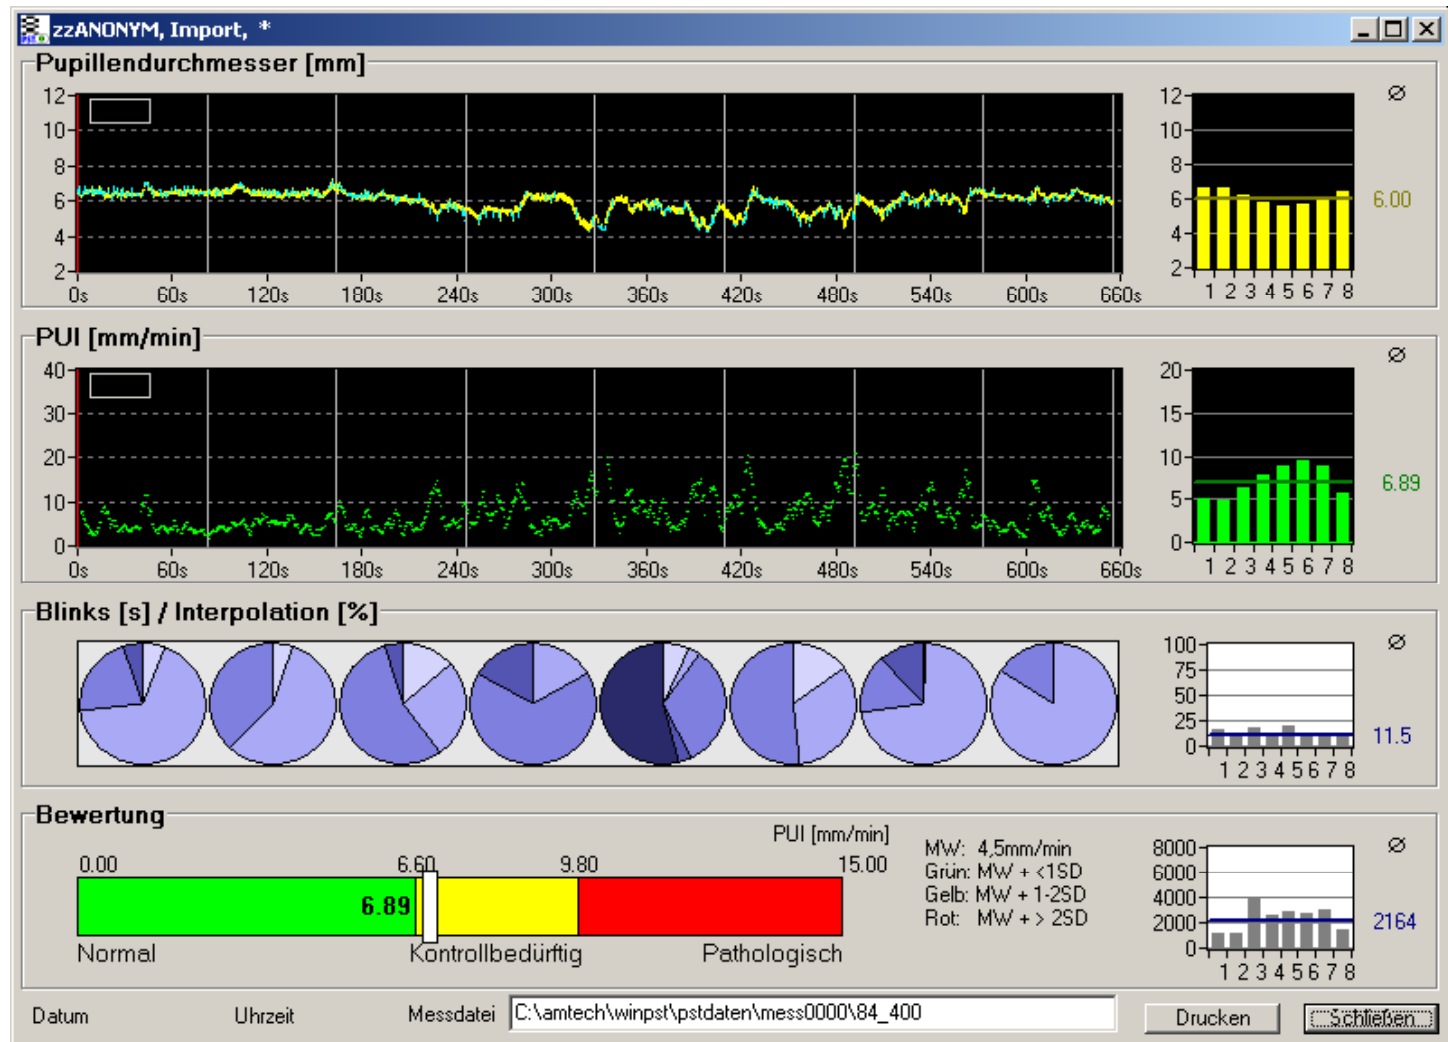 zzANONYM, Import, *
Pupillendurchmesser [mm]
12
10
8
6
4
2
0s 60s 120s 180s 240s 300s 360s 420s 480s 540s 600s 660s
12
10
8
6
4
2
1 2 3 4 5 6 7 8
Ø
6.00
PUI [mm/min]
40
30
20
10
0
0s 60s 120s 180s 240s 300s 360s 420s 480s 540s 600s 660s
20
15
10
5
0
1 2 3 4 5 6 7 8
Ø
6.89
Blinks [s] / Interpolation [%]
100
75
50
25
0
1 2 3 4 5 6 7 8
Ø
11.5
Bewertung
PUI [mm/min]
0.00 6.60 9.80 15.00
6.89
Normal Kontrollbedürftig Pathologisch
MW: 4,5mm/min
Grün: MW + <1SD
Gelb: MW + 1-2SD
Rot: MW + > 2SD
8000
6000
4000
2000
0
1 2 3 4 5 6 7 8
Ø
2164
Datum Uhrzeit Messdatei C:\amtech\winpst\pstdaten\mess0000\84_400 Drucken Schließen